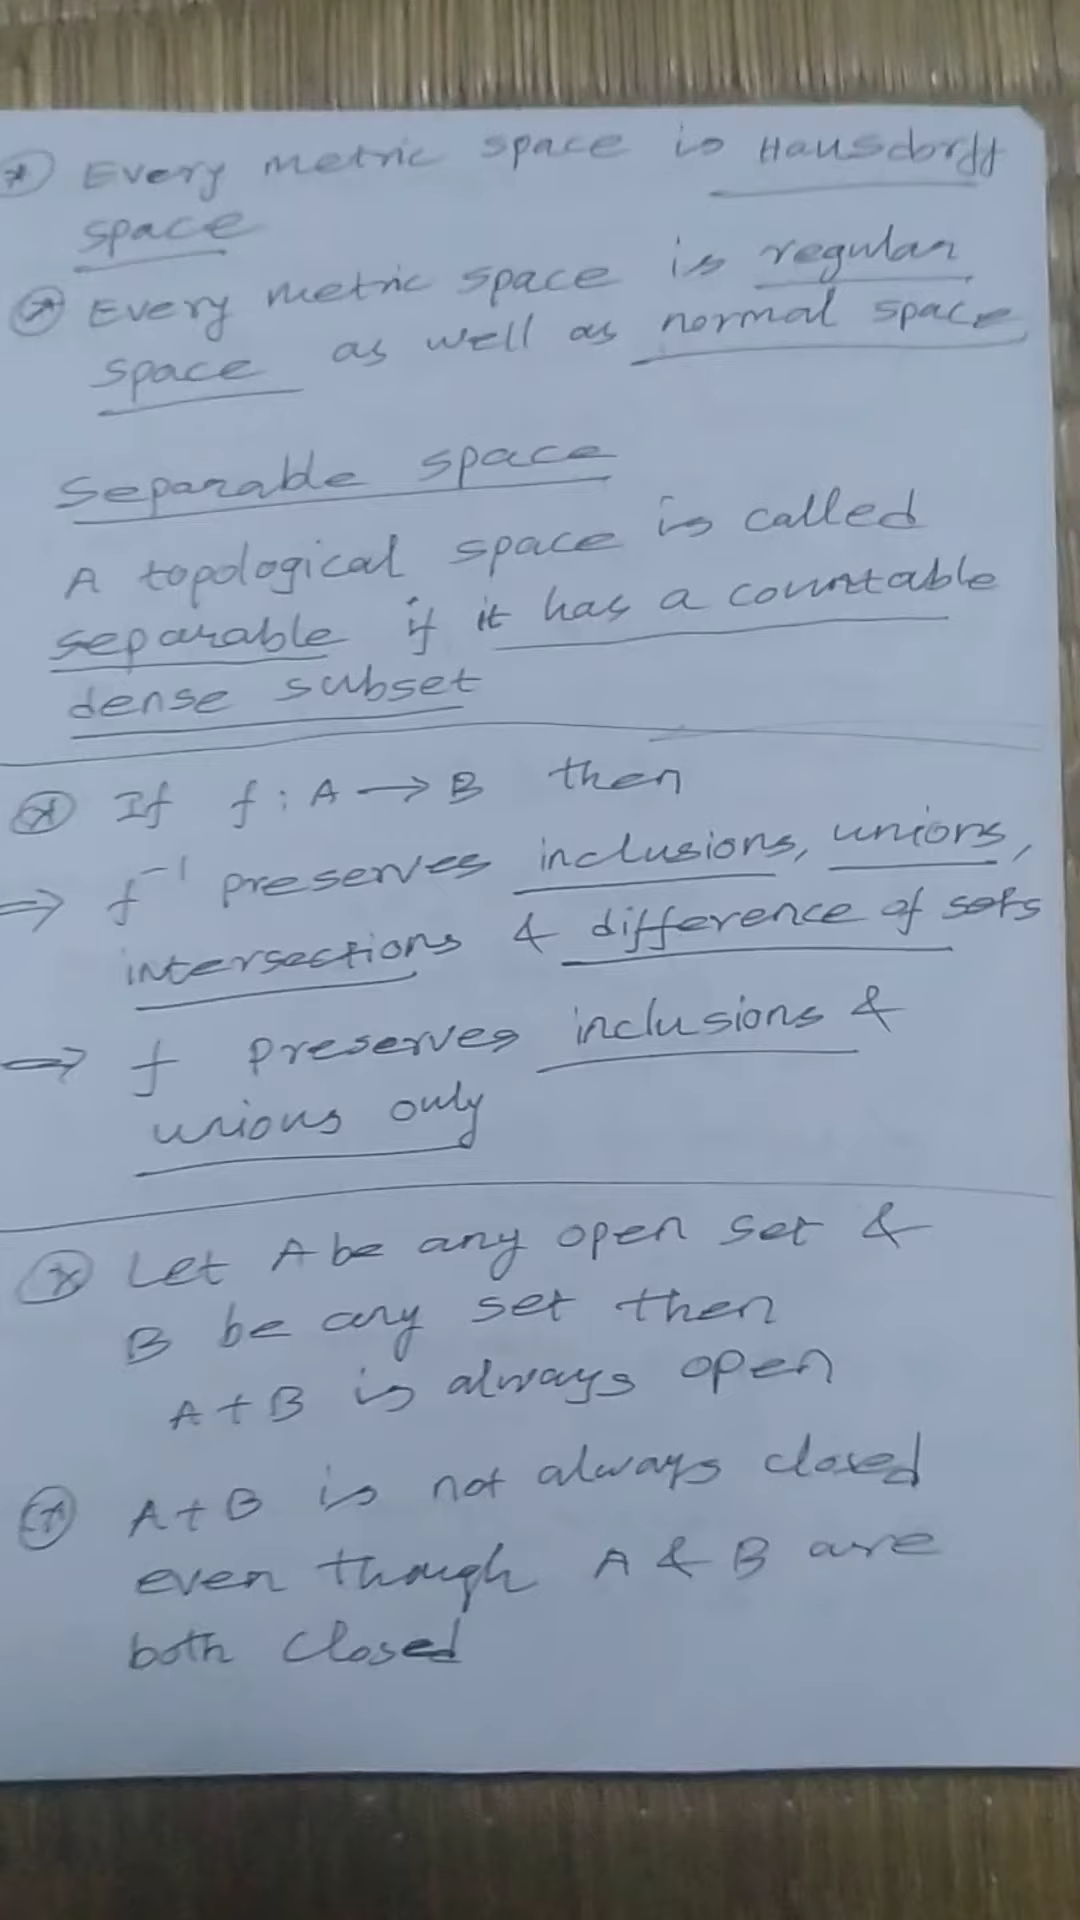 * Every metric space is Hausdorff
space
* Every metric space is regular
space as well as normal space
Separable space
A topological space is called
separable if it has a countable
dense subset
* If f : A → B then
⇒ f⁻¹ preserves inclusions, unions,
intersections & difference of sets
⇒ f preserves inclusions &
unions only
* Let A be any open set &
B be any set then
A + B is always open
* A + B is not always closed
even though A & B are
both closed